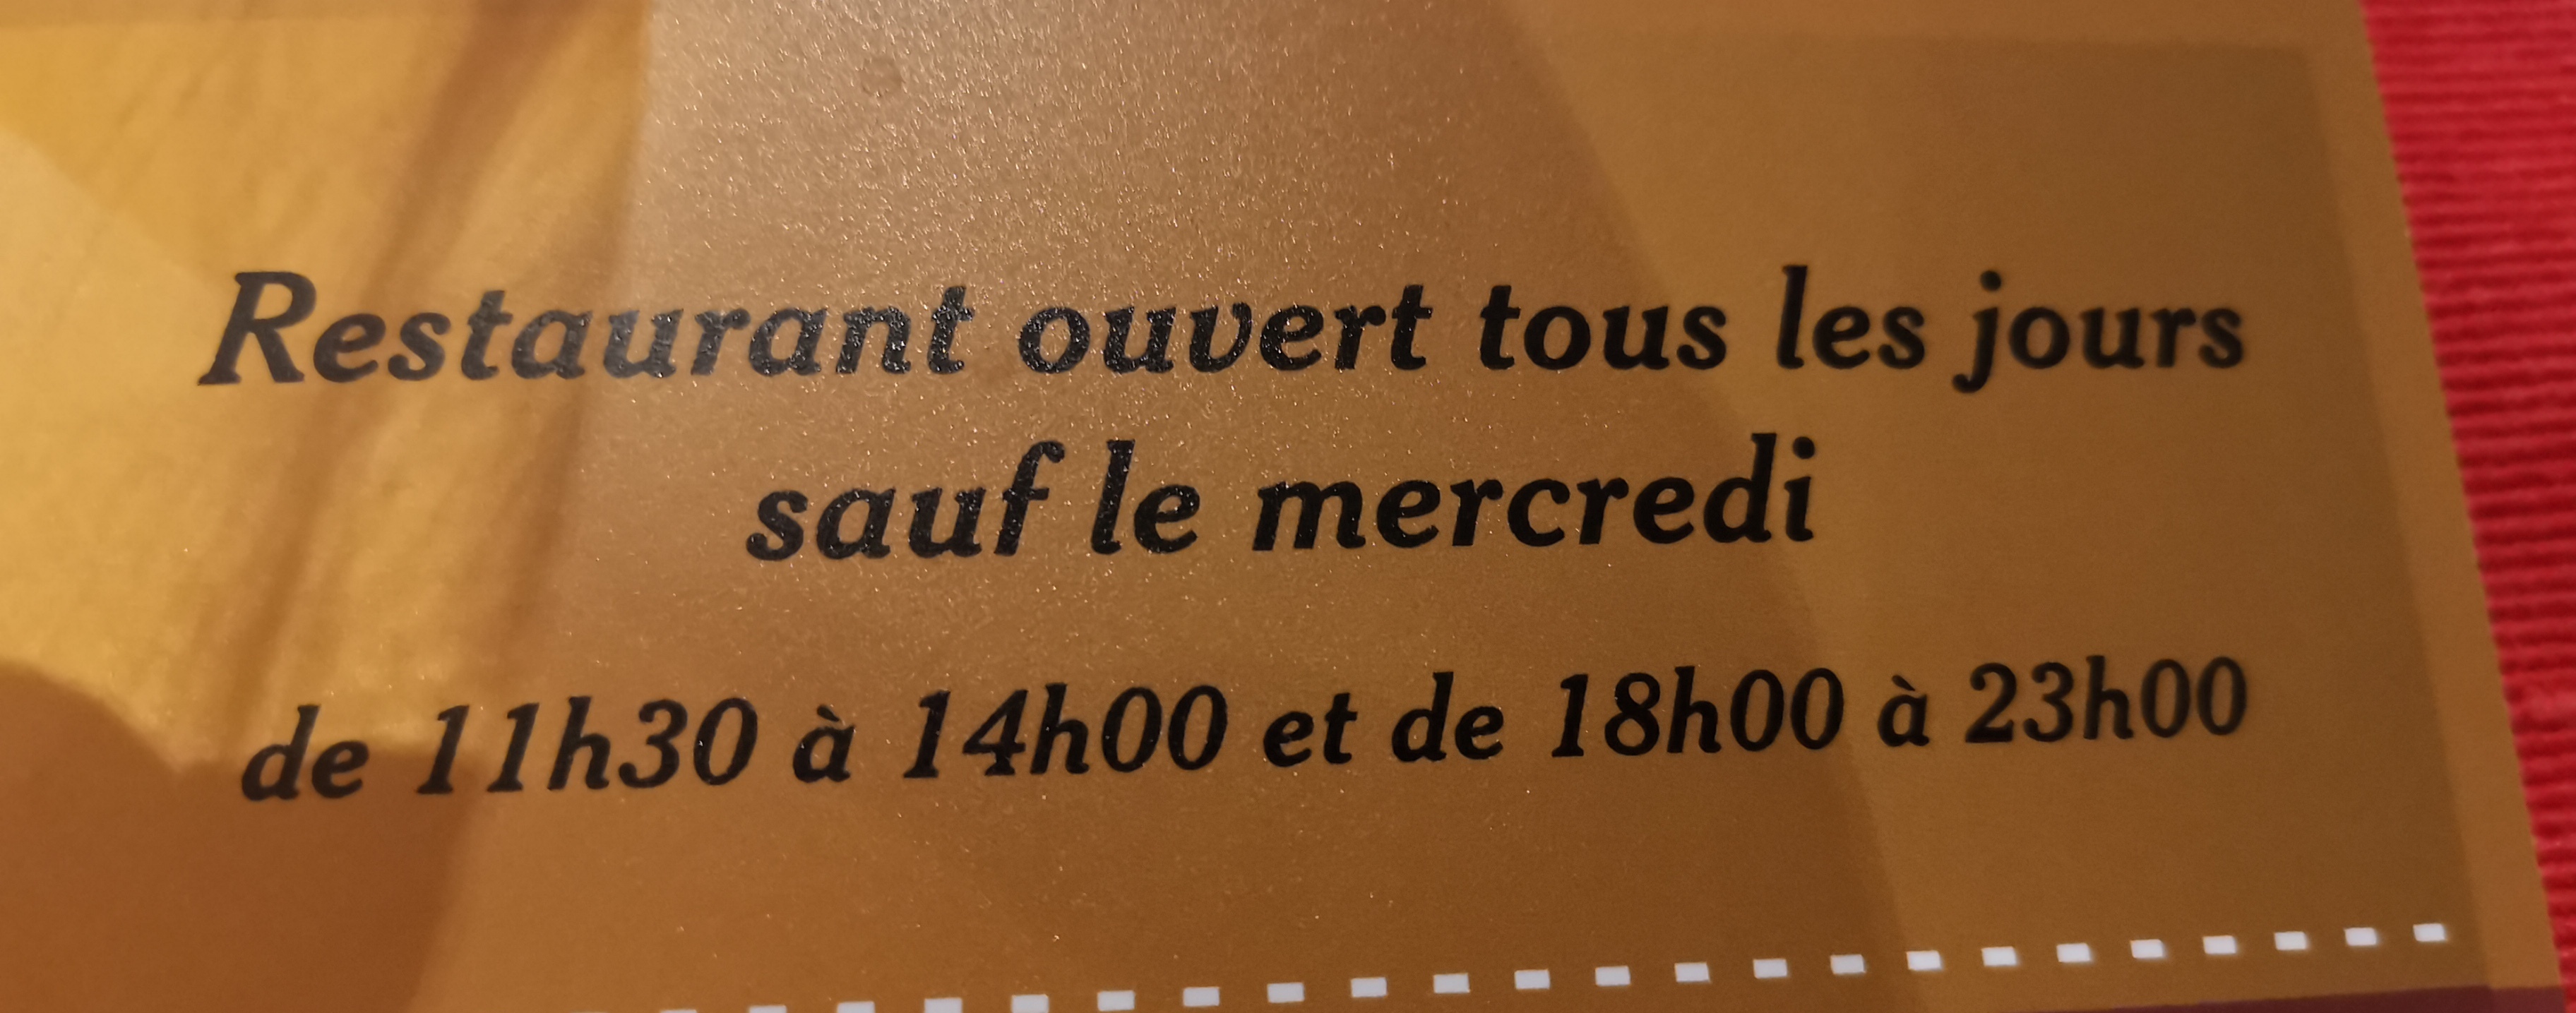 Restaurant ouvert tous les jours
sauf le mercredi
de 11h30 à 14h00 et de 18h00 à 23h00